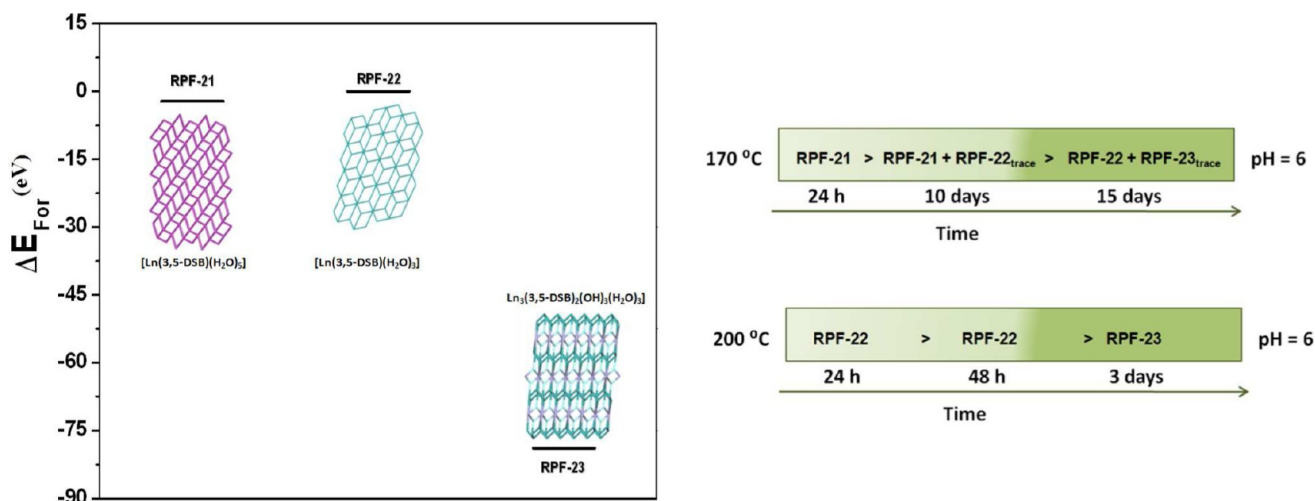 15
0
-15
-30
-45
-60
-75
-90
ΔE_For (eV)
RPF-21
RPF-22
[Ln(3,5-DSB)(H₂O)₅]
[Ln(3,5-DSB)(H₂O)₃]
Ln₃(3,5-DSB)₂(OH)₃(H₂O)₃]
RPF-23
170 °C
RPF-21 > RPF-21 + RPF-22trace > RPF-22 + RPF-23trace
pH = 6
24 h 10 days 15 days
Time
200 °C
RPF-22 > RPF-22 > RPF-23
pH = 6
24 h 48 h 3 days
Time